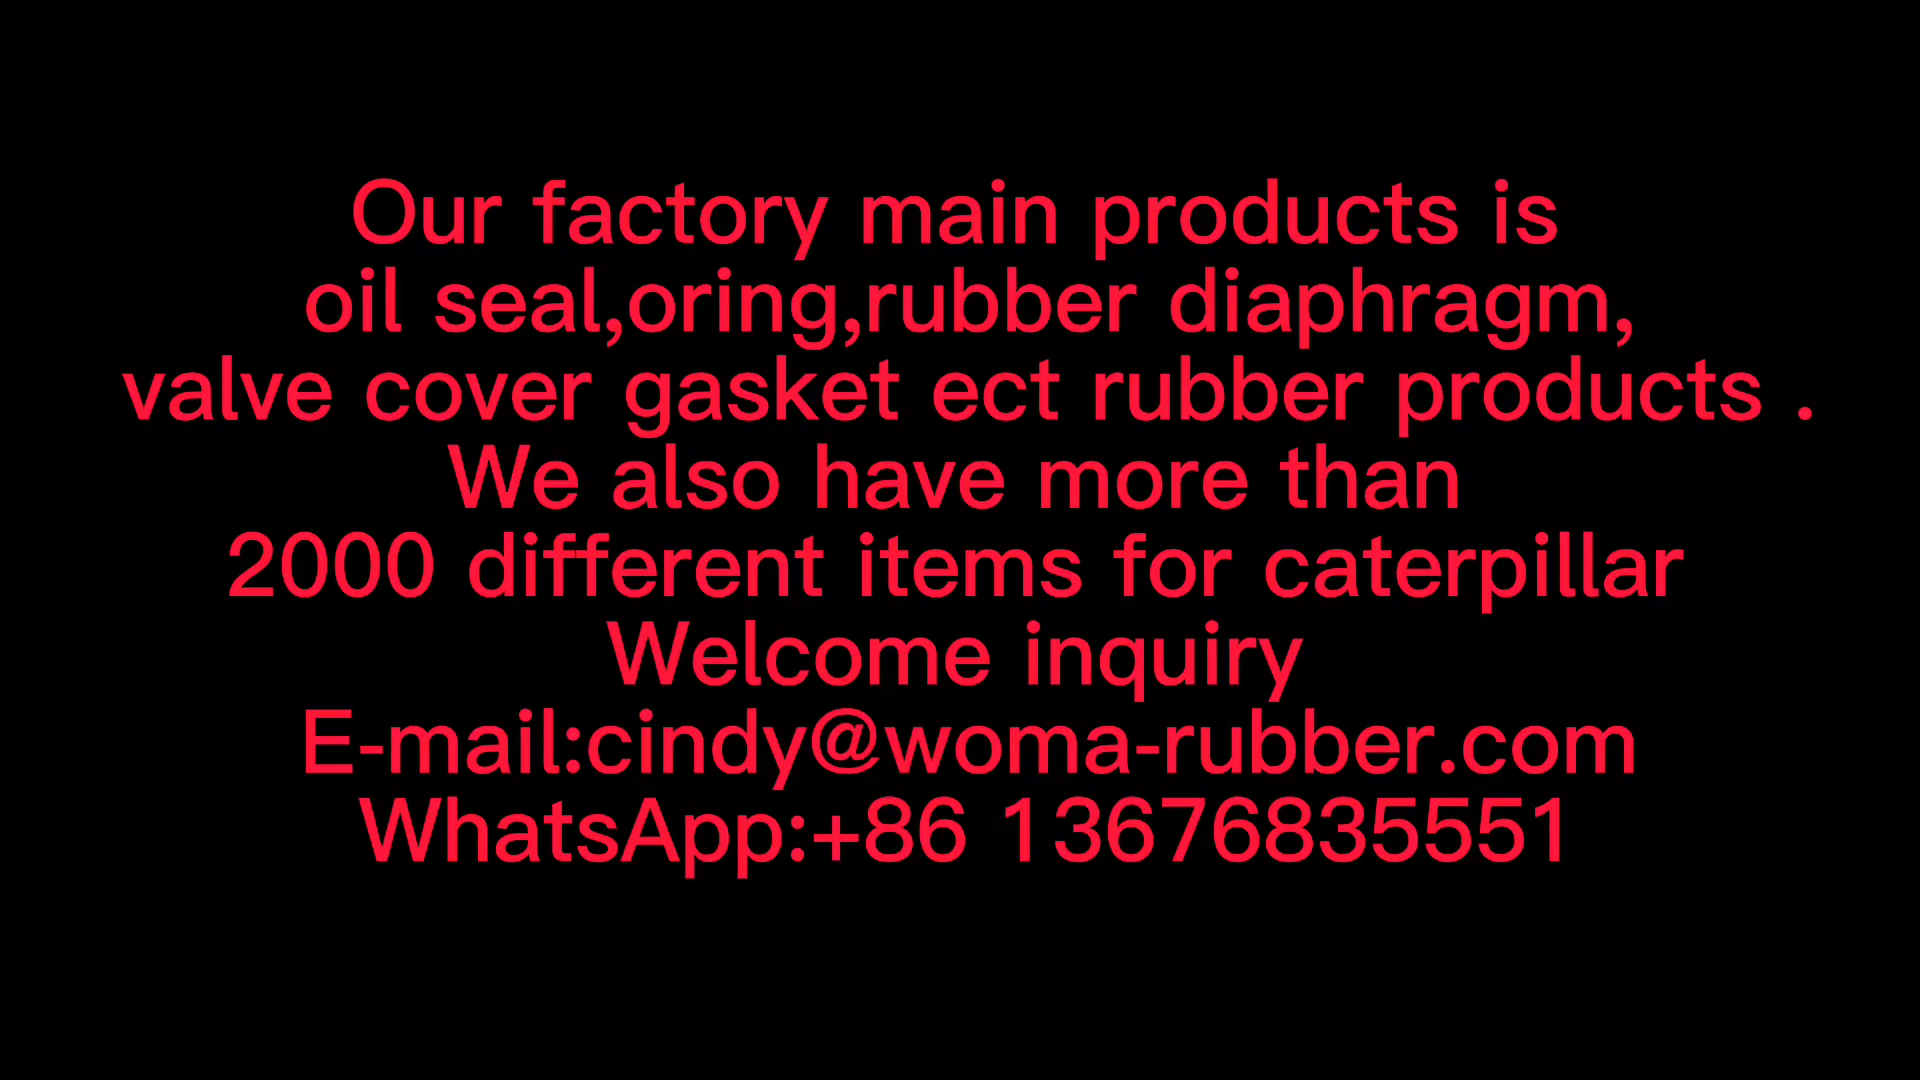 Our factory main products is
oil seal,oring,rubber diaphragm,
valve cover gasket ect rubber products .
We also have more than
2000 different items for caterpillar
Welcome inquiry
E-mail:cindy@woma-rubber.com
WhatsApp:+86 13676835551